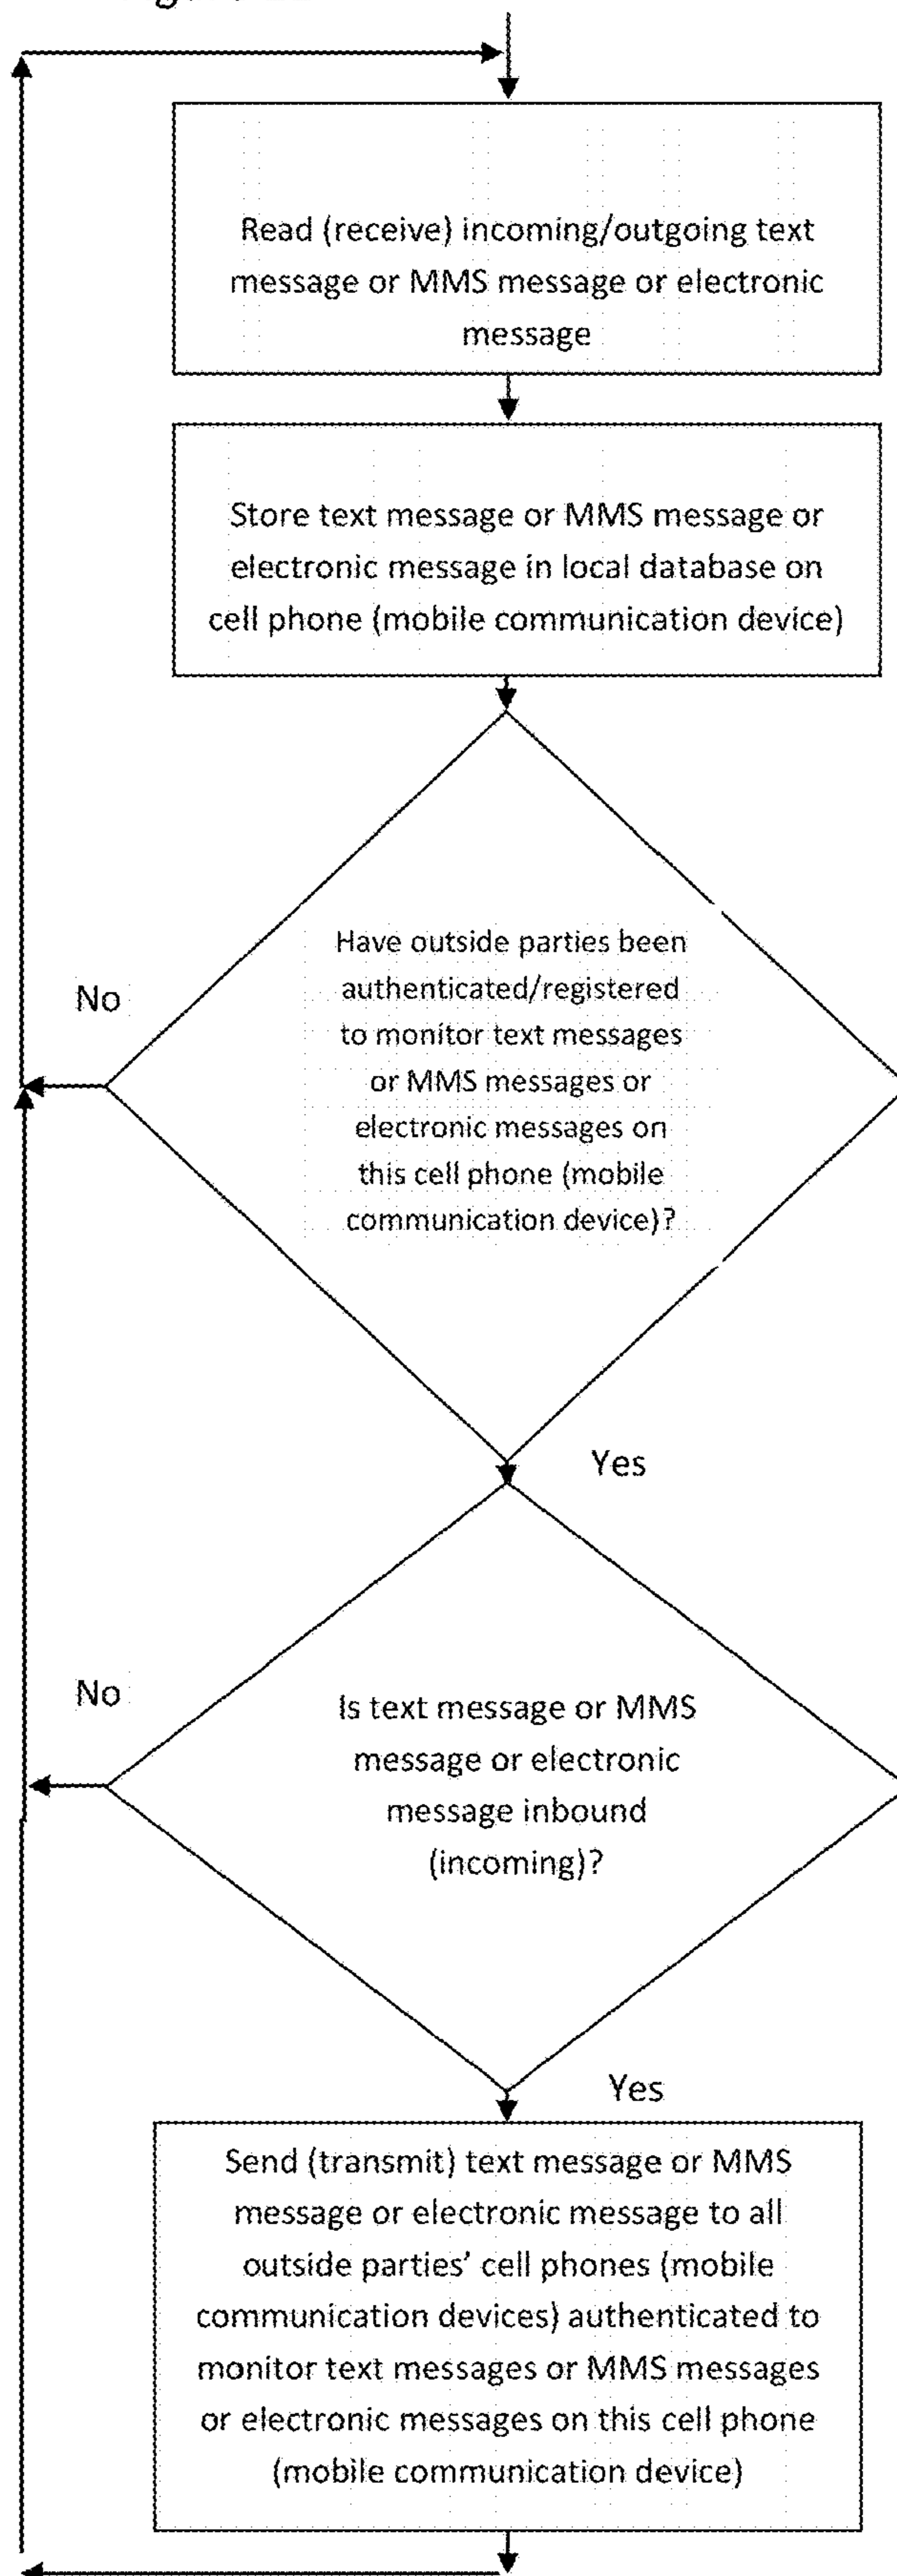 Read (receive) incoming/outgoing text
message or MMS message or electronic
message
Store text message or MMS message or
electronic message in local database on
cell phone (mobile communication device)
Have outside parties been
authenticated/registered
to monitor text messages
or MMS messages or
electronic messages on
this cell phone (mobile
communication device)?
No
Yes
Is text message or MMS
message or electronic
message inbound
(incoming)?
No
Yes
Send (transmit) text message or MMS
message or electronic message to all
outside parties’ cell phones (mobile
communication devices) authenticated to
monitor text messages or MMS messages
or electronic messages on this cell phone
(mobile communication device)